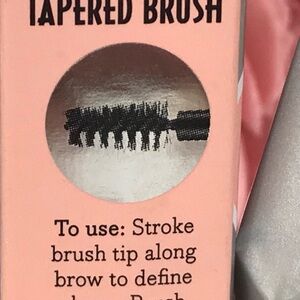 TAPERED BRUSH
To use: Stroke
brush tip along
brow to define